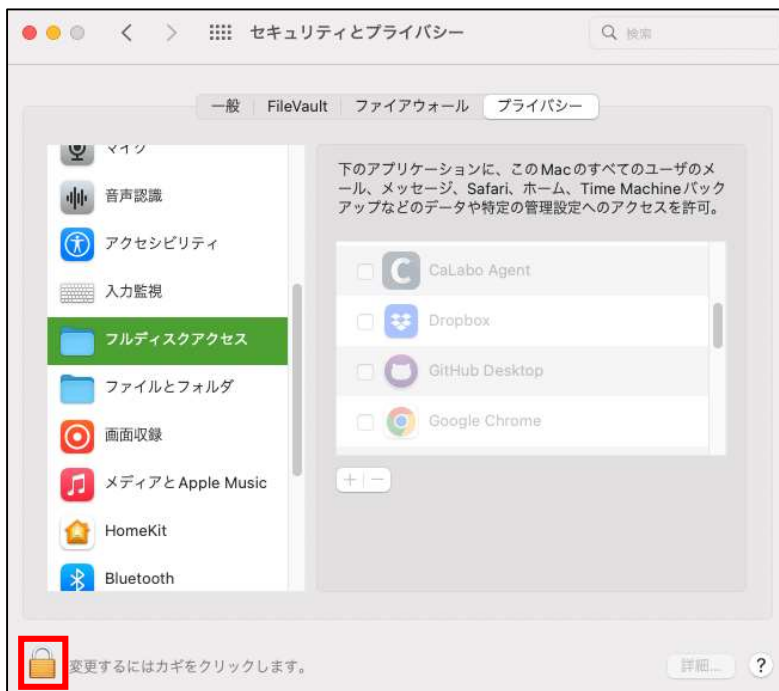 セキュリティとプライバシー
検索
一般 FileVault ファイアウォール プライバシー
マイク
音声認識
アクセシビリティ
入力監視
フルディスクアクセス
ファイルとフォルダ
画面収録
メディアとApple Music
HomeKit
Bluetooth
下のアプリケーションに、このMacのすべてのユーザのメ
ール、メッセージ、Safari、ホーム、Time Machineバック
アップなどのデータや特定の管理設定へのアクセスを許可。
CaLabo Agent
Dropbox
GitHub Desktop
Google Chrome
変更するにはカギをクリックします。
詳細...
?